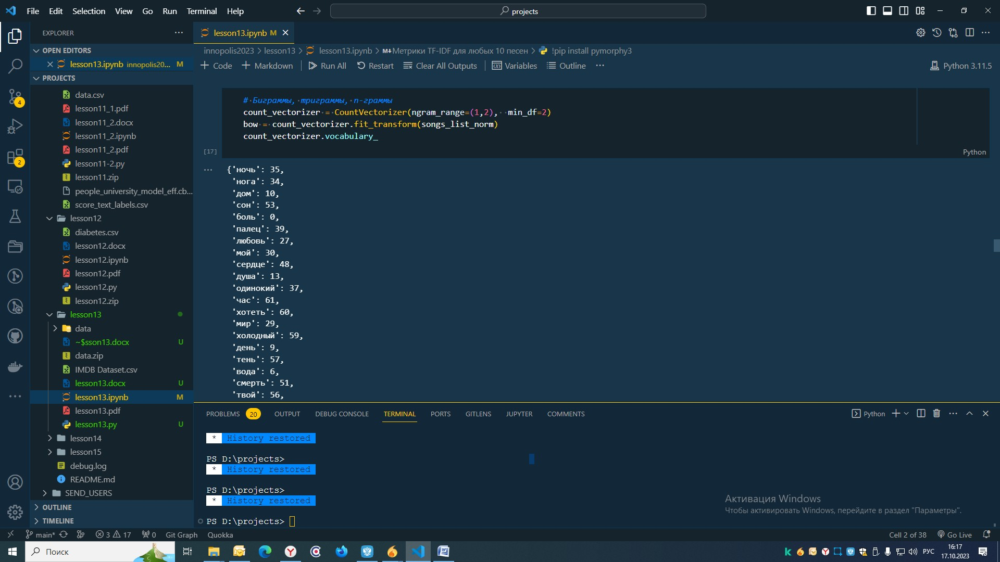 File Edit Selection View Go Run Terminal Help
projects
EXPLORER
OPEN EDITORS
lesson13.ipynb innopolis20... M
PROJECTS
data.csv
lesson11_1.pdf
lesson11_2.docx
lesson11_2.ipynb
lesson11_2.pdf
lesson11-2.py
lesson11.zip
people_university_model_eff.cb...
score_text_labels.csv
lesson12
diabetes.csv
lesson12.docx
lesson12.ipynb
lesson12.pdf
lesson12.py
lesson12.zip
lesson13
data
~$sson13.docx U
data.zip
IMDB Dataset.csv
lesson13.docx U
lesson13.ipynb M
lesson13.pdf
lesson13.py U
lesson14
lesson15
debug.log
README.md
SEND_USERS
OUTLINE
TIMELINE
4
2
lesson13.ipynb M
innopolis2023 > lesson13 > lesson13.ipynb > M↓Метрики TF-IDF для любых 10 песен > !pip install pymorphy3
+ Code + Markdown Run All Restart Clear All Outputs Variables Outline ...
Python 3.11.5
# Биграммы, триграммы, n-граммы
count_vectorizer = CountVectorizer(ngram_range=(1,2), min_df=2)
bow = count_vectorizer.fit_transform(songs_list_norm)
count_vectorizer.vocabulary_
[17]
Python
{'ночь': 35,
'нога': 34,
'дом': 10,
'сон': 53,
'боль': 0,
'палец': 39,
'любовь': 27,
'мой': 30,
'сердце': 48,
'душа': 13,
'одинокий': 37,
'час': 61,
'хотеть': 60,
'мир': 29,
'холодный': 59,
'день': 9,
'тень': 57,
'вода': 6,
'смерть': 51,
'твой': 56,
PROBLEMS 20 OUTPUT DEBUG CONSOLE TERMINAL PORTS GITLENS JUPYTER COMMENTS
Python
* History restored
PS D:\projects>
* History restored
PS D:\projects>
* History restored
PS D:\projects>
Активация Windows
Чтобы активировать Windows, перейдите в раздел "Параметры".
main* 3 17 0 Git Graph Quokka
Cell 2 of 38 Go Live
Поиск
РУС
16:17
17.10.2023